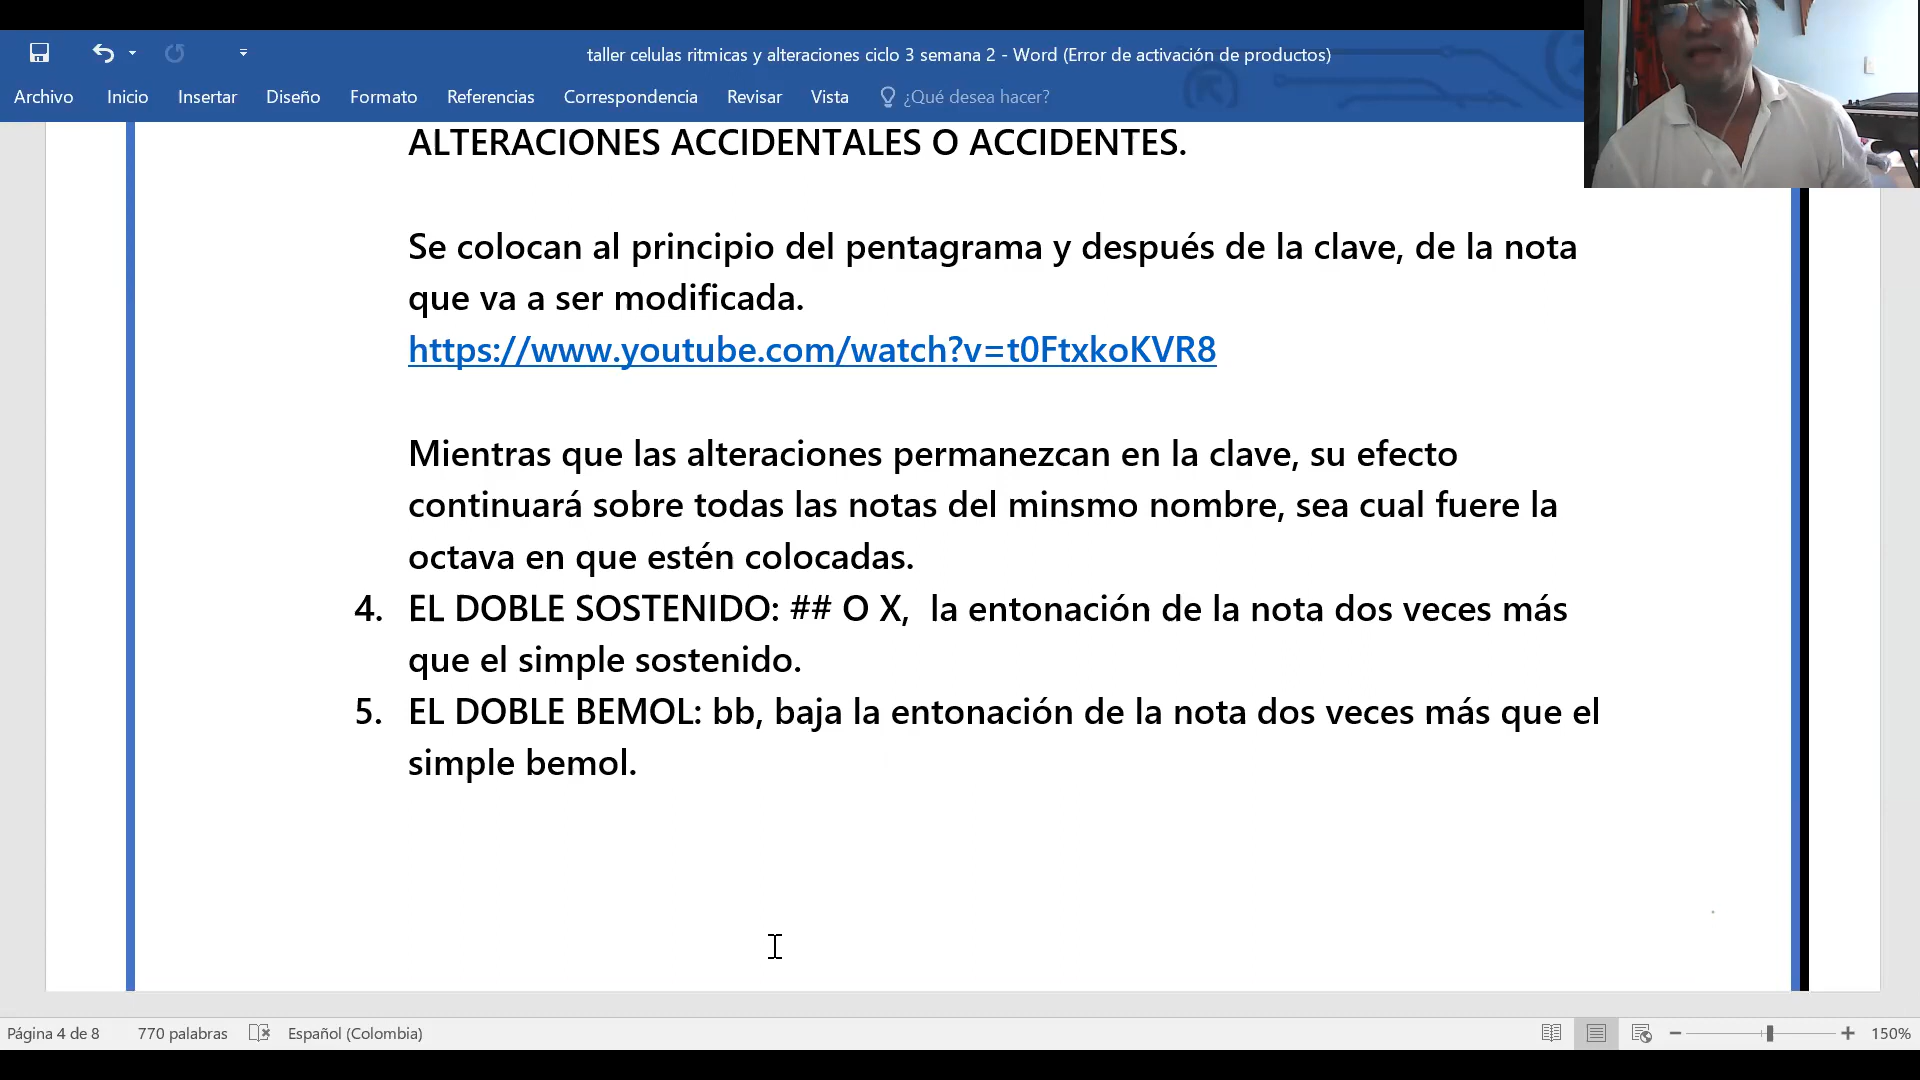 taller celulas ritmicas y alteraciones ciclo 3 semana 2 - Word (Error de activación de productos)
Archivo Inicio Insertar Diseño Formato Referencias Correspondencia Revisar Vista ¿Qué desea hacer?
ALTERACIONES ACCIDENTALES O ACCIDENTES.
Se colocan al principio del pentagrama y después de la clave, de la nota
que va a ser modificada.
https://www.youtube.com/watch?v=t0FtxkoKVR8
Mientras que las alteraciones permanezcan en la clave, su efecto
continuará sobre todas las notas del minsmo nombre, sea cual fuere la
octava en que estén colocadas.
4. EL DOBLE SOSTENIDO: ## O X, la entonación de la nota dos veces más
que el simple sostenido.
5. EL DOBLE BEMOL: bb, baja la entonación de la nota dos veces más que el
simple bemol.
Página 4 de 8 770 palabras Español (Colombia) 150%